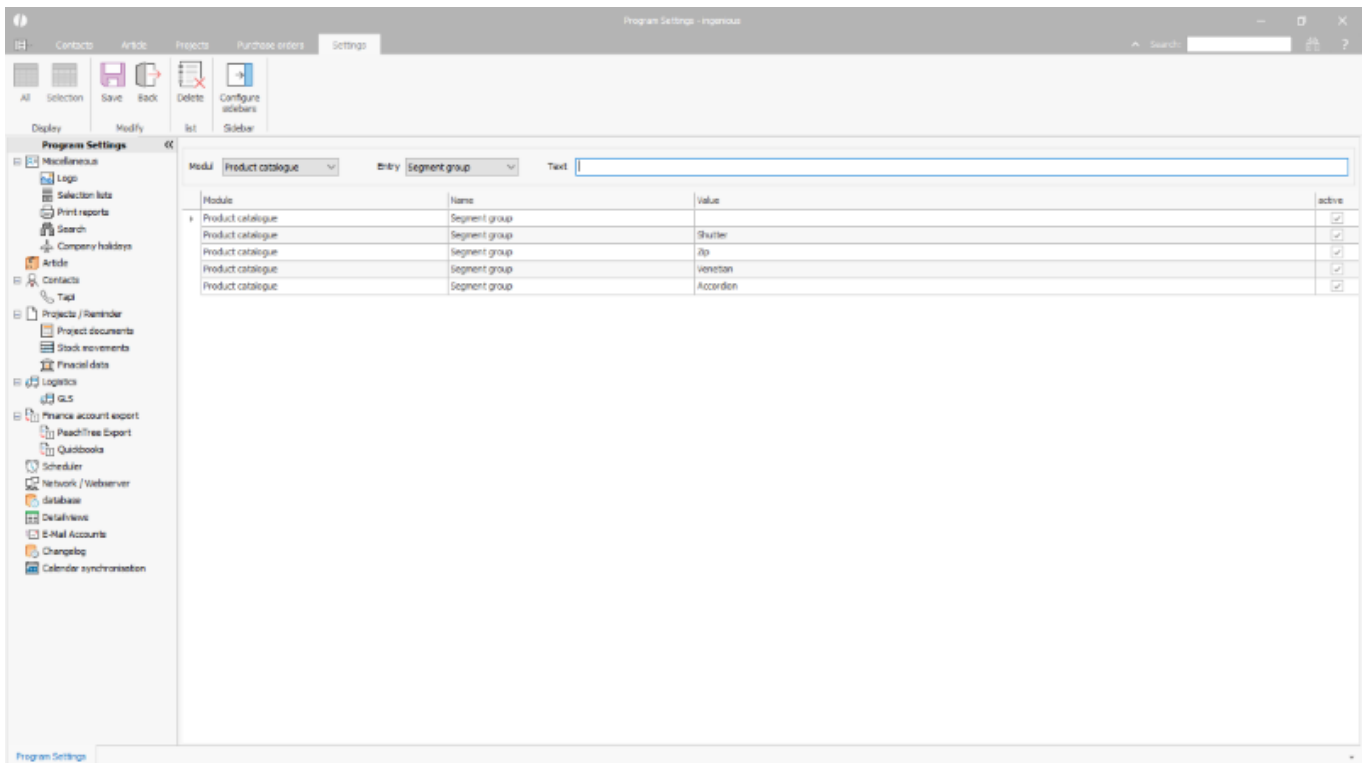 Program Settings - ingenious
Contacts Article Projects Purchase orders Settings Search: ?
All Selection Save Back Delete Configure sidebars
Display Modify list Sidebar
Program Settings
Modul Product catalogue Entry Segment group Text
Module Name Value active
Product catalogue Segment group
Product catalogue Segment group Shutter
Product catalogue Segment group Zip
Product catalogue Segment group Venetian
Product catalogue Segment group Accordien
Miscellaneous
Logo
Selection lists
Print reports
Search
Company holidays
Article
Contacts
Tapi
Projects / Reminder
Project documents
Stock movements
Finaciel data
Logistics
GLS
Finance account export
PeachTree Export
Quickbooks
Scheduler
Network / Webserver
database
Detailviews
E-Mail Accounts
Changelog
Calendar synchronisation
Program Settings